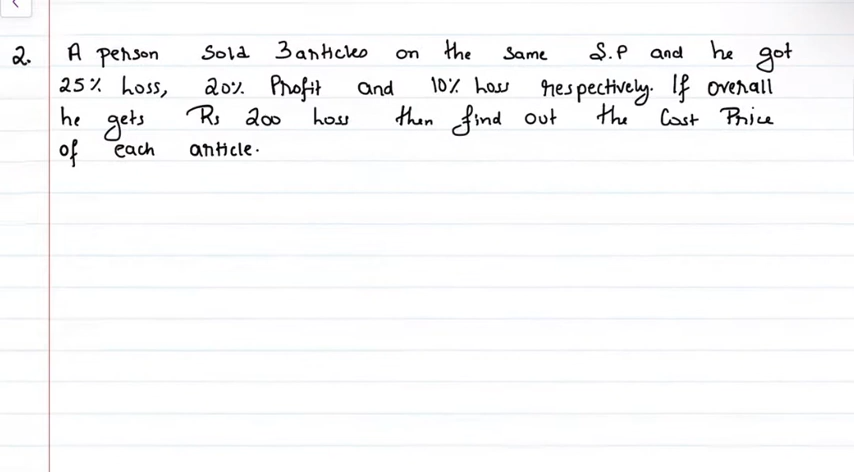 2. A person Sold 3 articles on the Same S.P and he got
25% Loss, 20% Profit and 10% Loss respectively. If overall
he gets Rs 200 Loss then find out the Cost Price
of each article.